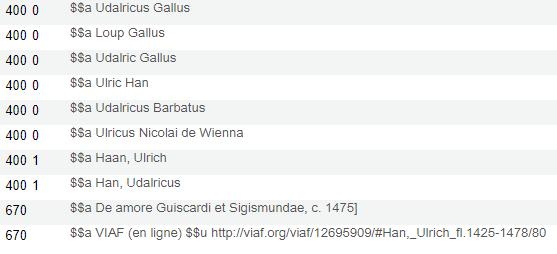 400 0 $$a Udalricus Gallus
400 0 $$a Loup Gallus
400 0 $$a Udalric Gallus
400 0 $$a Ulric Han
400 0 $$a Udalricus Barbatus
400 0 $$a Ulricus Nicolai de Wienna
400 1 $$a Haan, Ulrich
400 1 $$a Han, Udalricus
670 $$a De amore Guiscardi et Sigismundae, c. 1475]
670 $$a VIAF (en ligne) $$u http://viaf.org/viaf/12695909/#Han,_Ulrich_fl.1425-1478/80